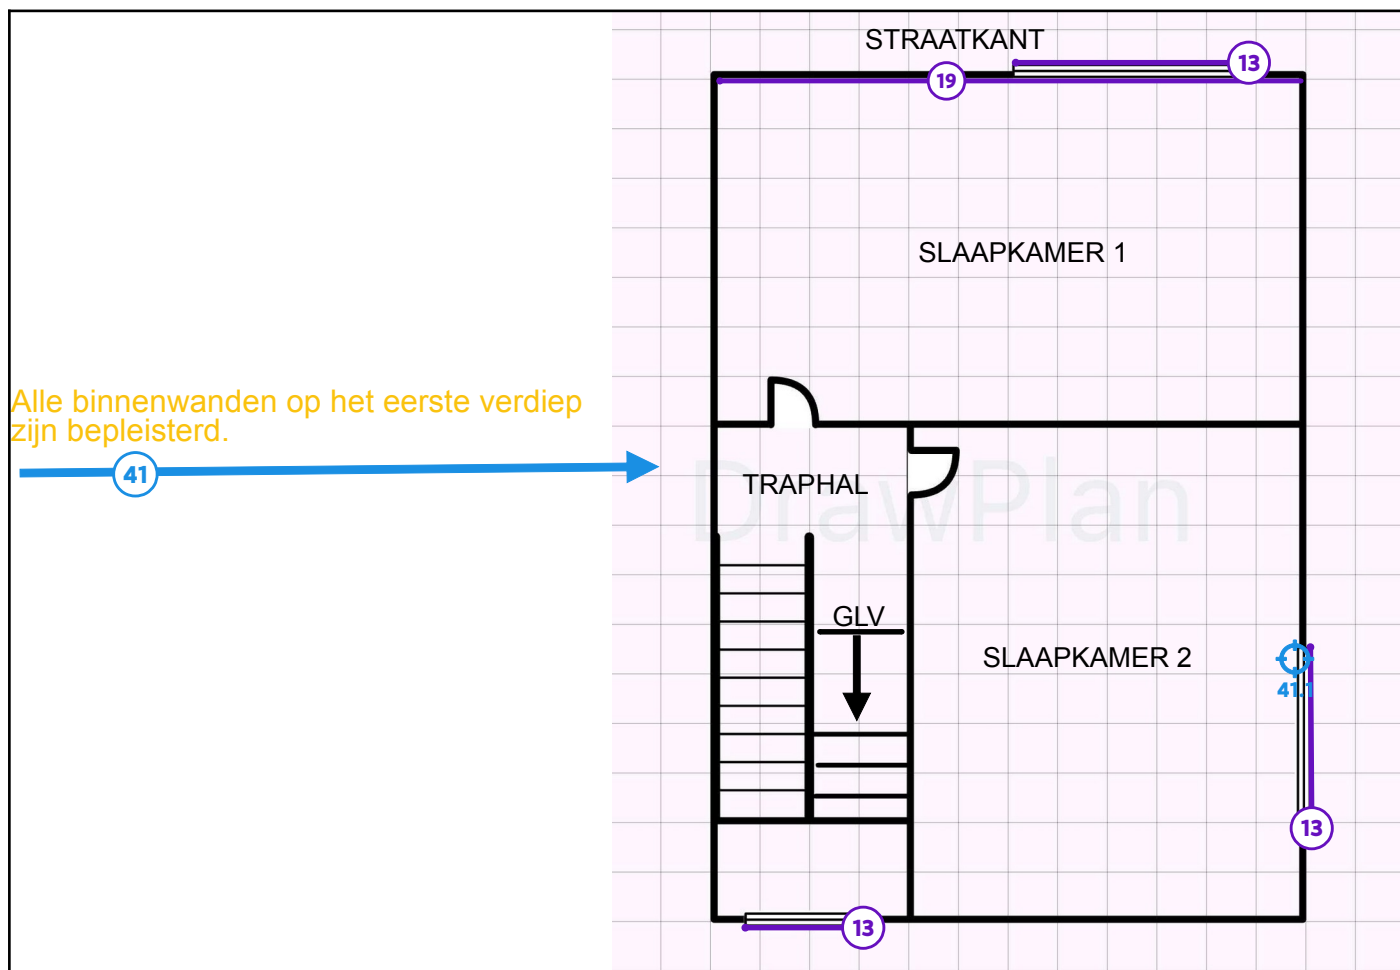 STRAATKANT
13
19
SLAAPKAMER 1
Alle binnenwanden op het eerste verdiep
zijn bepleisterd.
41
TRAPHAL
DrawPlan
GLV
SLAAPKAMER 2
41.1
13
13